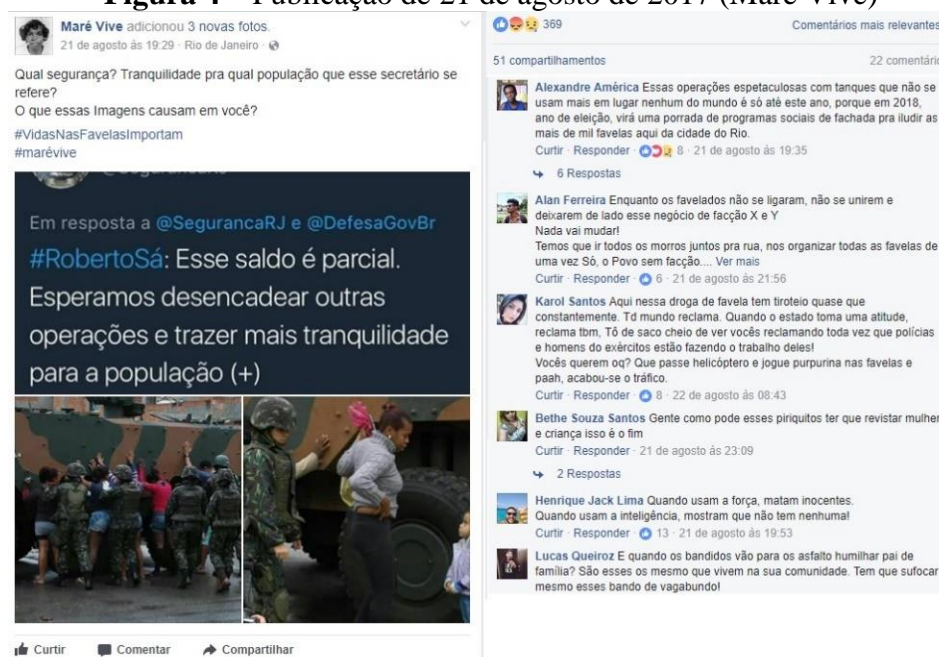 Figura 4 – Publicação de 21 de agosto de 2017 (Maré Vive)
Maré Vive adicionou 3 novas fotos.
21 de agosto às 19:29 · Rio de Janeiro ·
Qual segurança? Tranquilidade pra qual população que esse secretário se
refere?
O que essas Imagens causam em você?
#VidasNasFavelasImportam
#marévive
Em resposta a @SegurancaRJ e @DefesaGovBr
#RobertoSá: Esse saldo é parcial.
Esperamos desencadear outras
operações e trazer mais tranquilidade
para a população (+)
Curtir Comentar Compartilhar
369 Comentários mais relevantes
51 compartilhamentos 22 comentário
Alexandre América Essas operações espetaculosas com tanques que não se
usam mais em lugar nenhum do mundo é só até este ano, porque em 2018,
ano de eleição, virá uma porrada de programas sociais de fachada pra iludir as
mais de mil favelas aqui da cidade do Rio.
Curtir · Responder · 8 · 21 de agosto às 19:35
6 Respostas
Alan Ferreira Enquanto os favelados não se ligaram, não se unirem e
deixarem de lado esse negócio de facção X e Y
Nada vai mudar!
Temos que ir todos os morros juntos pra rua, nos organizar todas as favelas de
uma vez Só, o Povo sem facção.... Ver mais
Curtir · Responder · 6 · 21 de agosto às 21:56
Karol Santos Aqui nessa droga de favela tem tiroteio quase que
constantemente. Td mundo reclama. Quando o estado toma uma atitude,
reclama tbm, Tô de saco cheio de ver vocês reclamando toda vez que polícias
e homens do exércitos estão fazendo o trabalho deles!
Vocês querem oq? Que passe helicóptero e jogue purpurina nas favelas e
paah, acabou-se o tráfico.
Curtir · Responder · 8 · 22 de agosto às 08:43
Bethe Souza Santos Gente como pode esses piriquitos ter que revistar mulher
e criança isso é o fim
Curtir · Responder · 21 de agosto às 23:09
2 Respostas
Henrique Jack Lima Quando usam a força, matam inocentes.
Quando usam a inteligência, mostram que não tem nenhuma!
Curtir · Responder · 13 · 21 de agosto às 19:53
Lucas Queiroz E quando os bandidos vão para os asfalto humilhar pai de
família? São esses os mesmo que vivem na sua comunidade. Tem que sufocar
mesmo esses bando de vagabundo!